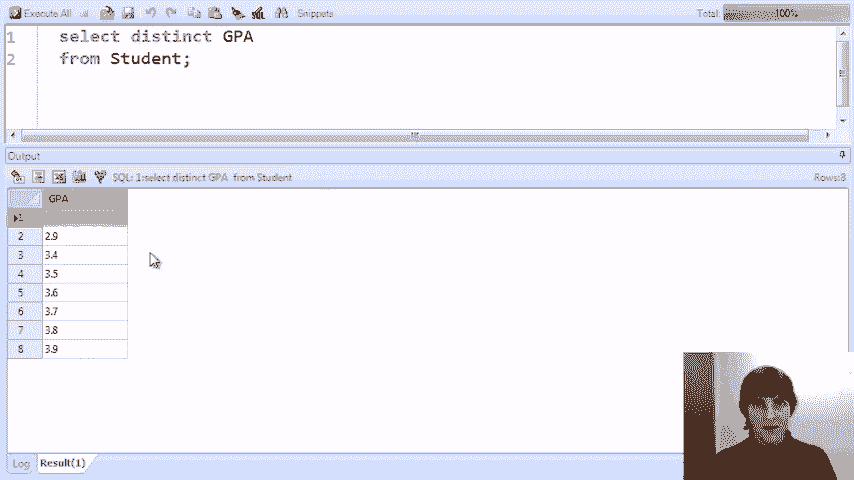 Execute All Snippets Total: 100%
1 select distinct GPA
2 from Student;
Output
SQL: 1:select distinct GPA from Student Rows:8
GPA
1
2 2.9
3 3.4
4 3.5
5 3.6
6 3.7
7 3.8
8 3.9
Log Result(1)